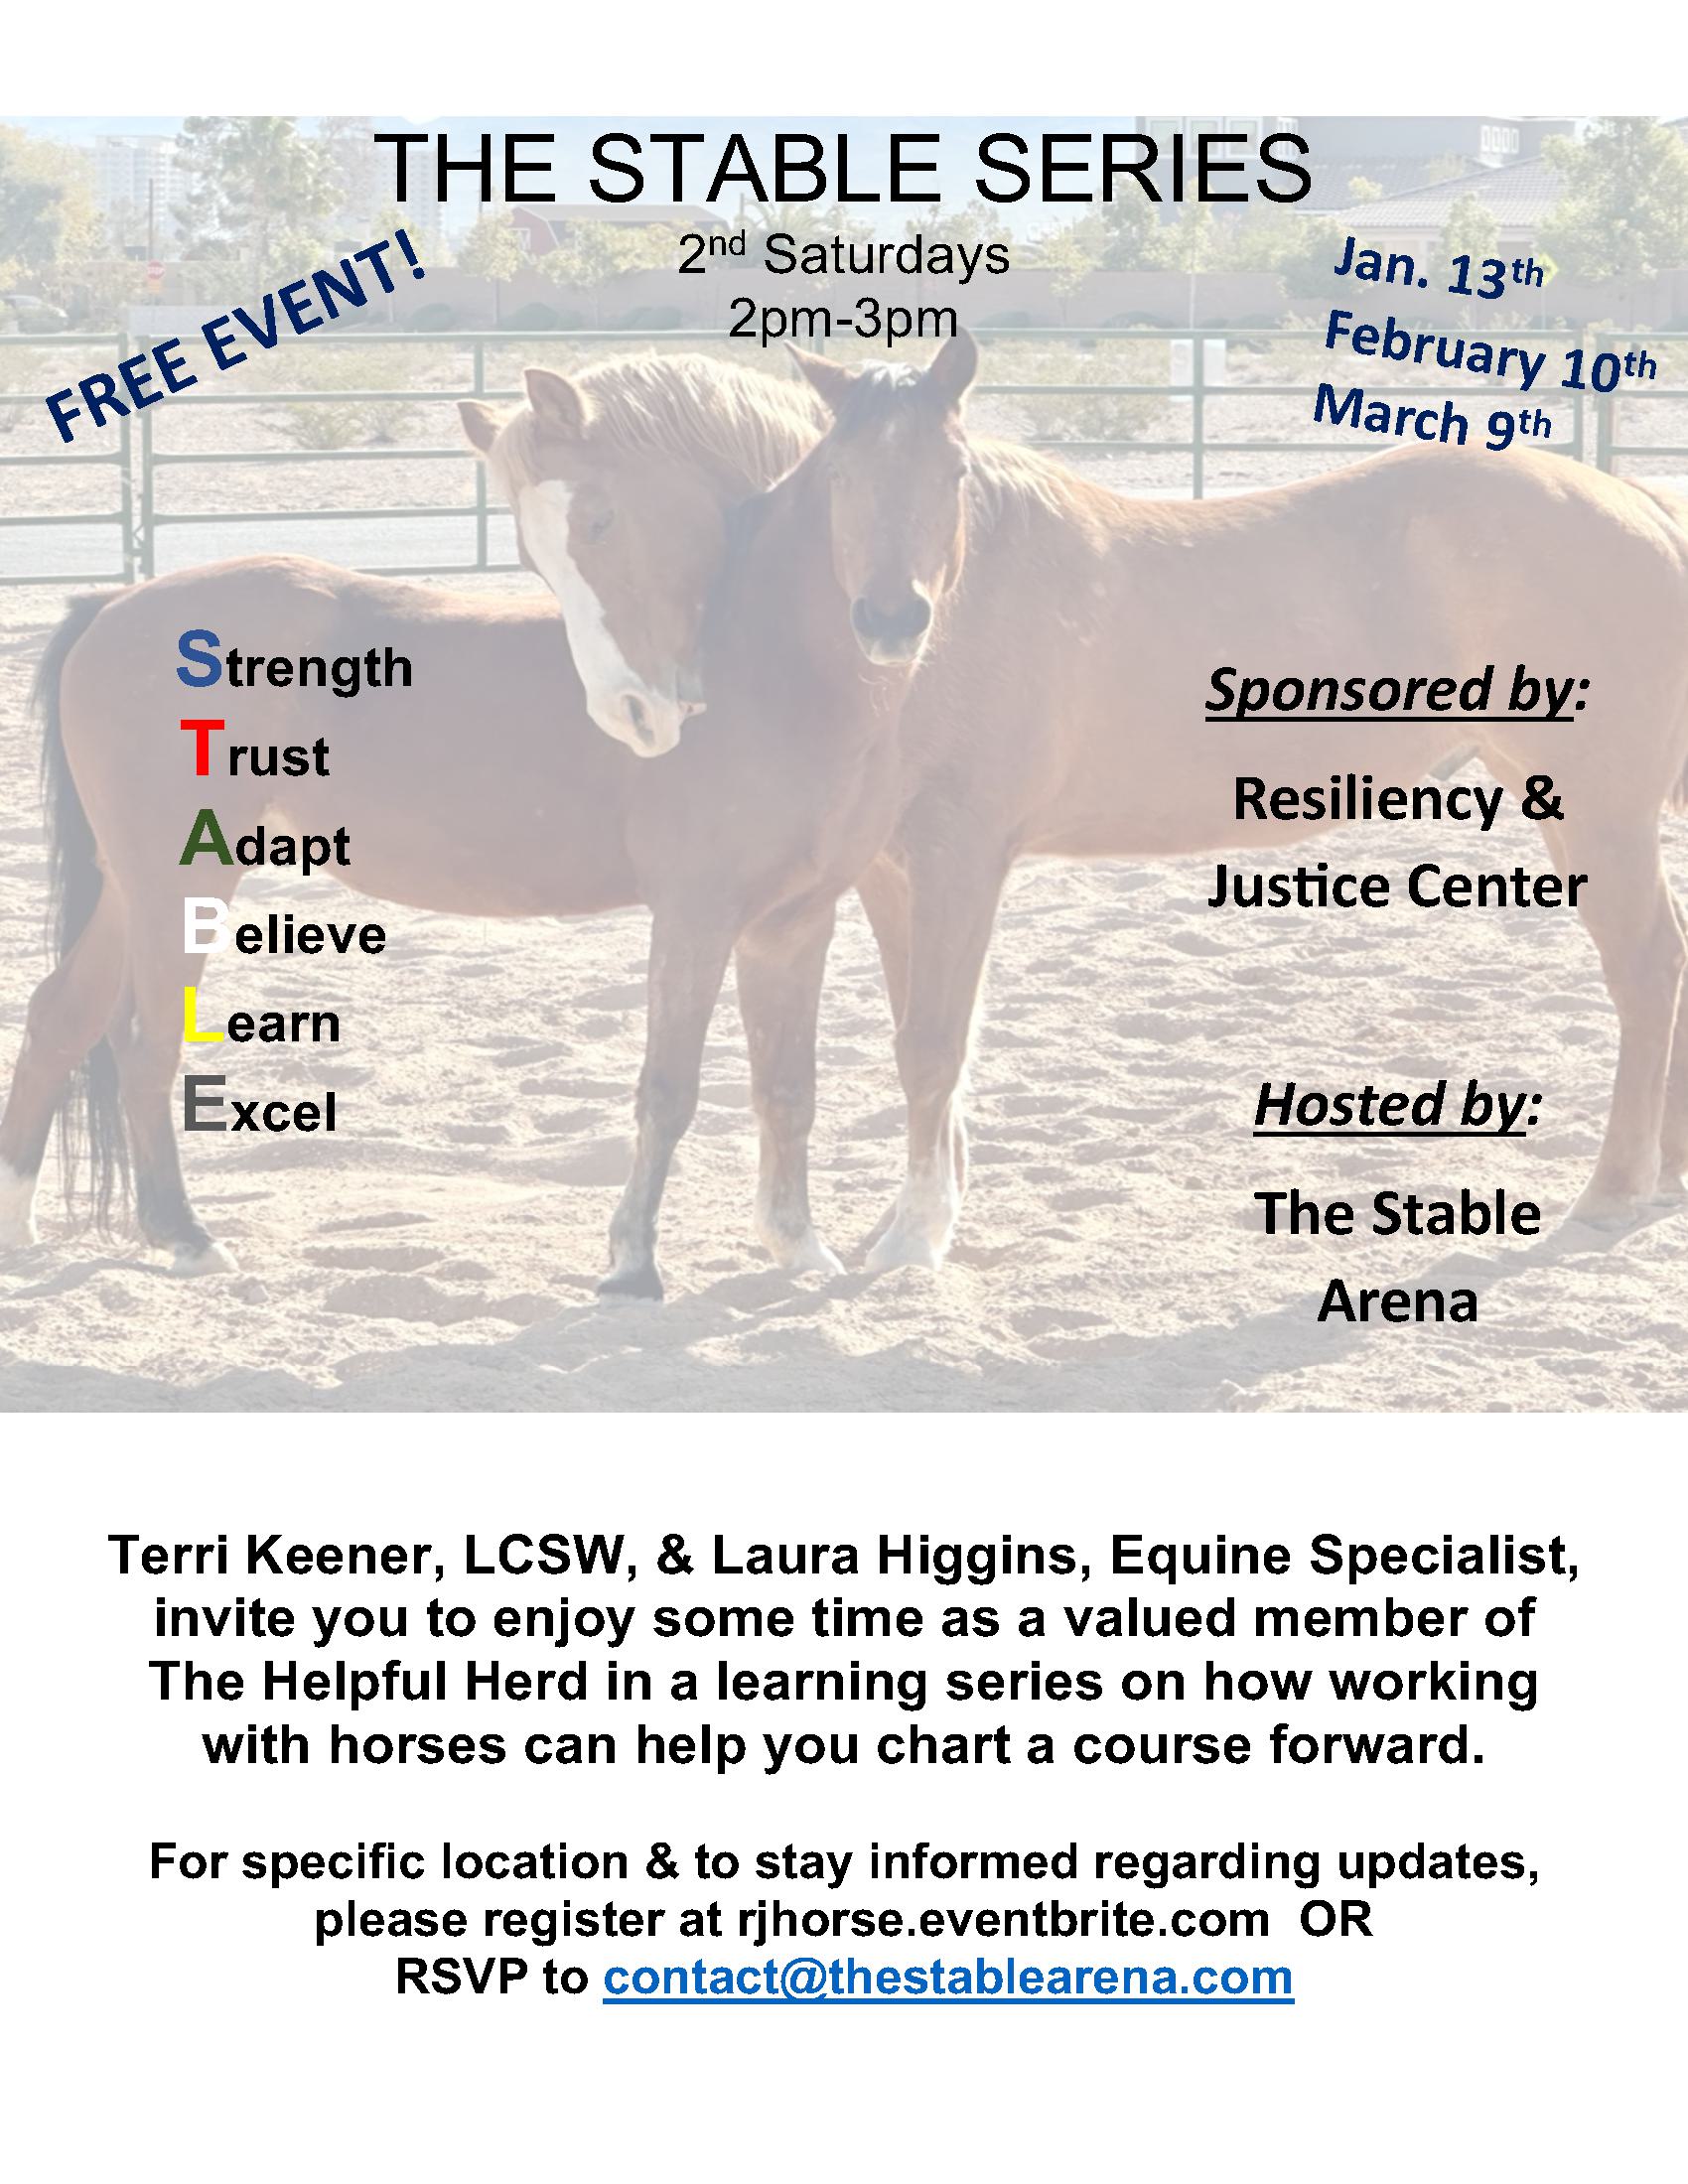 THE STABLE SERIES
2nd Saturdays
2pm-3pm
FREE EVENT!
Jan. 13th
February 10th
March 9th
Strength
Trust
Adapt
Believe
Learn
Excel
Sponsored by:
Resiliency &
Justice Center
Hosted by:
The Stable
Arena
Terri Keener, LCSW, & Laura Higgins, Equine Specialist,
invite you to enjoy some time as a valued member of
The Helpful Herd in a learning series on how working
with horses can help you chart a course forward.
For specific location & to stay informed regarding updates,
please register at rjhorse.eventbrite.com OR
RSVP to contact@thestablearena.com